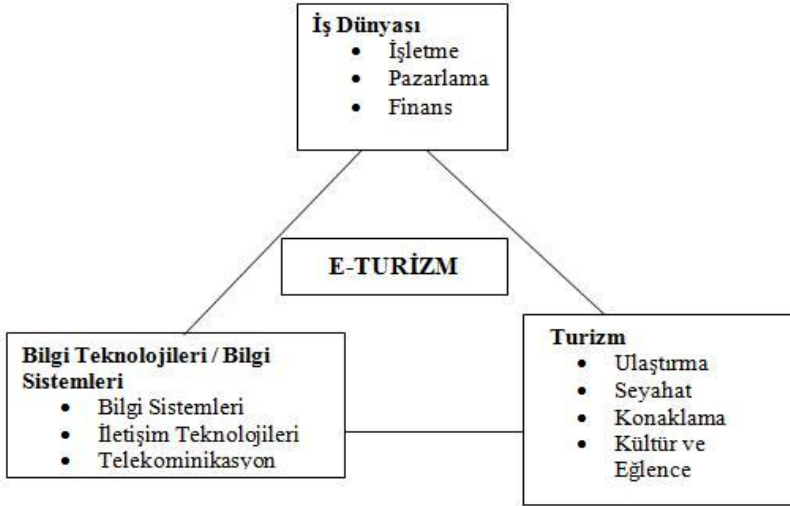 İş Dünyası
• İşletme
• Pazarlama
• Finans
E-TURİZM
Bilgi Teknolojileri / Bilgi
Sistemleri
• Bilgi Sistemleri
• İletişim Teknolojileri
• Telekominikasyon
Turizm
• Ulaştırma
• Seyahat
• Konaklama
• Kültür ve
Eğlence